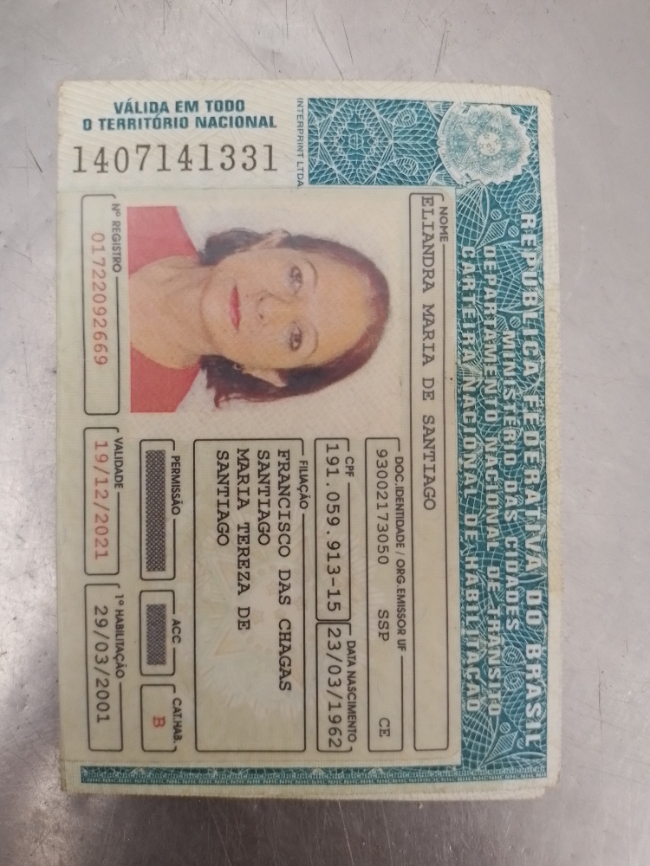 REPÚBLICA FEDERATIVA DO BRASIL
MINISTÉRIO DAS CIDADES
DEPARTAMENTO NACIONAL DE TRÂNSITO
CARTEIRA NACIONAL DE HABILITAÇÃO
NOME
ELIANDRA MARIA DE SANTIAGO
DOC.IDENTIDADE / ORG.EMISSOR UF
93002173050 SSP CE
CPF
191.059.913-15
DATA NASCIMENTO
23/03/1962
FILIAÇÃO
FRANCISCO DAS CHAGAS
SANTIAGO
MARIA TEREZA DE
SANTIAGO
PERMISSÃO
ACC
CAT.HAB.
B
Nº REGISTRO
01722092669
VALIDADE
19/12/2021
1ª HABILITAÇÃO
29/03/2001
VÁLIDA EM TODO
O TERRITÓRIO NACIONAL
1407141331
INTERPRINT LTDA